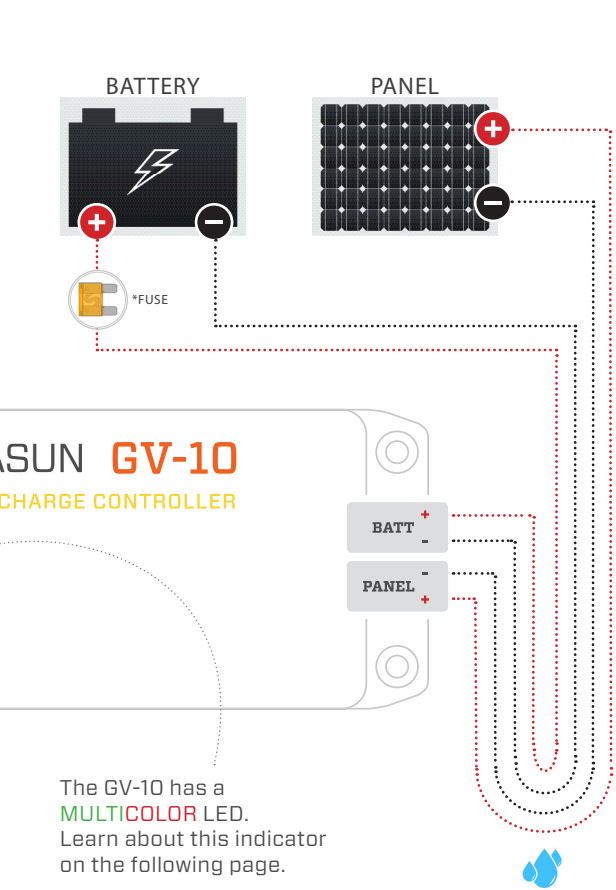 BATTERY
PANEL
+
-
+
-
*FUSE
ASUN GV-10
CHARGE CONTROLLER
BATT + -
PANEL - +
The GV-10 has a
MULTICOLOR LED.
Learn about this indicator
on the following page.